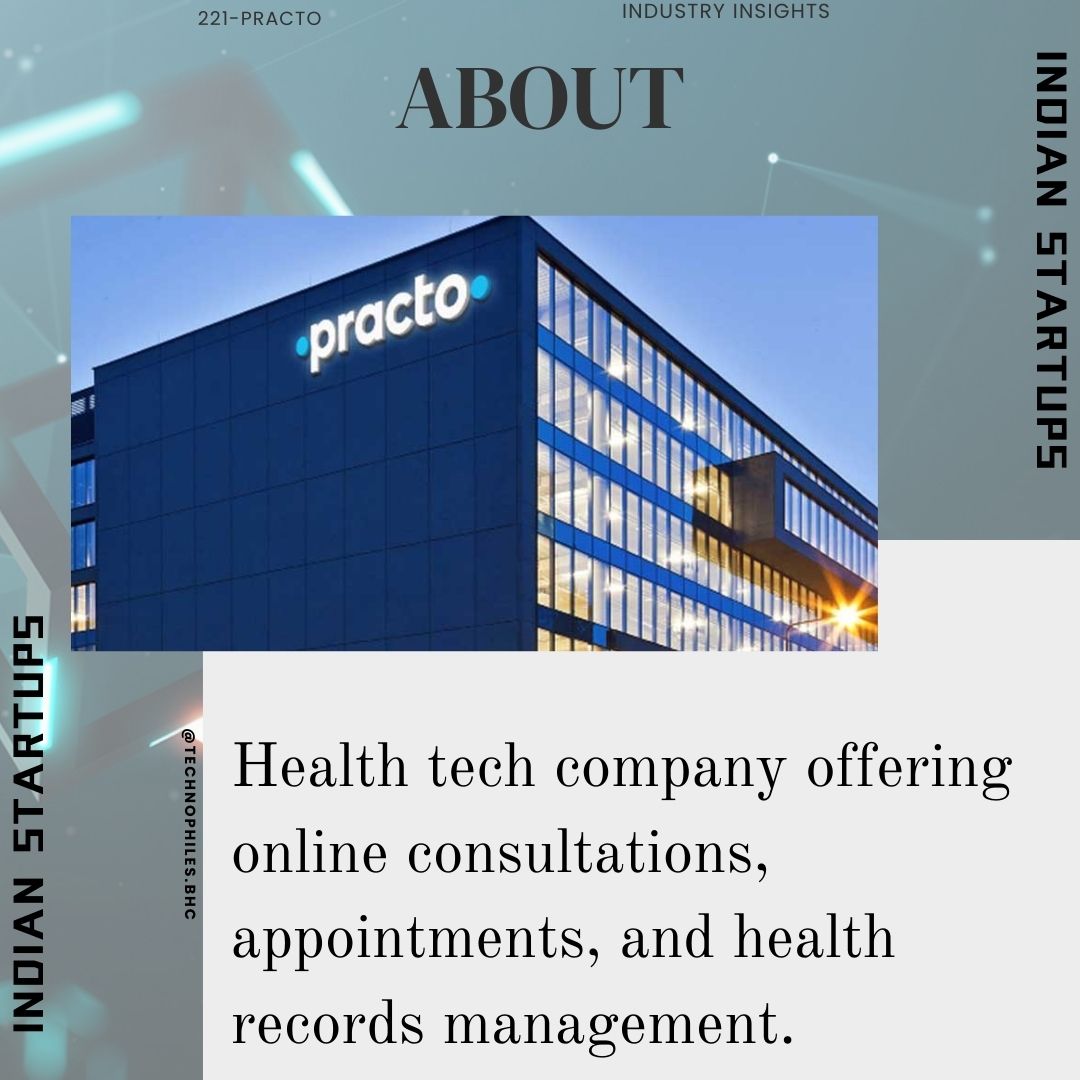 221-PRACTO
INDUSTRY INSIGHTS
ABOUT
INDIAN STARTUPS
practo
INDIAN STARTUPS
@TECHNOPHILES.BHC
Health tech company offering
online consultations,
appointments, and health
records management.